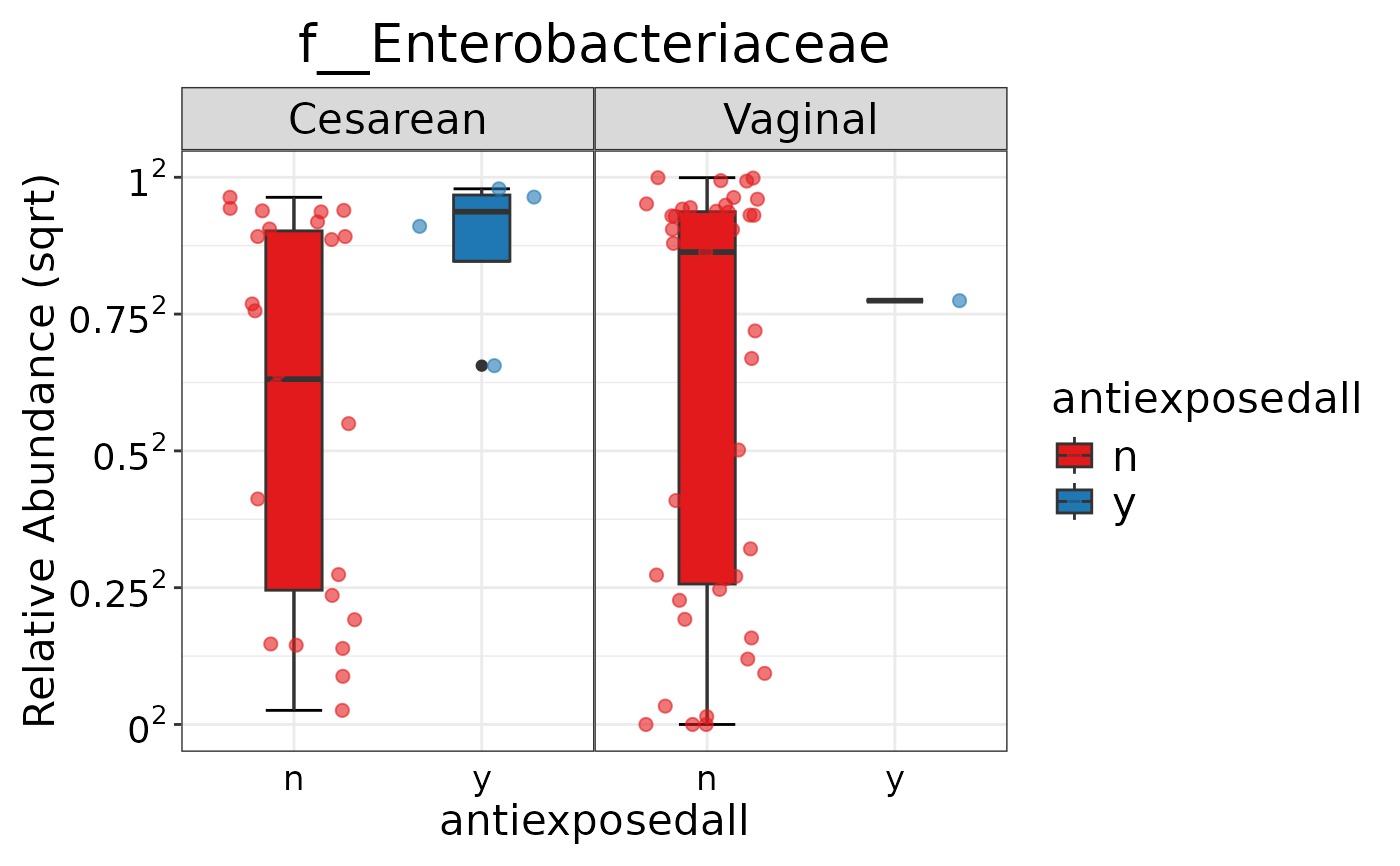 f__Enterobacteriaceae
Cesarean Vaginal
Relative Abundance (sqrt)
1²
0.75²
0.5²
0.25²
0²
n y n y
antiexposedall
antiexposedall
n
y